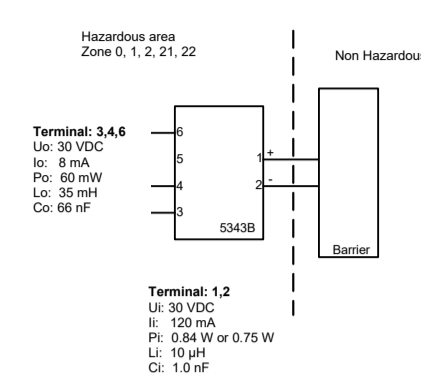 Hazardous area
Zone 0, 1, 2, 21, 22
Non Hazardous
Terminal: 3,4,6
Uo: 30 VDC
Io: 8 mA
Po: 60 mW
Lo: 35 mH
Co: 66 nF
6
5
4
3
1
+
2
-
5343B
Barrier
Terminal: 1,2
Ui: 30 VDC
Ii: 120 mA
Pi: 0.84 W or 0.75 W
Li: 10 µH
Ci: 1.0 nF